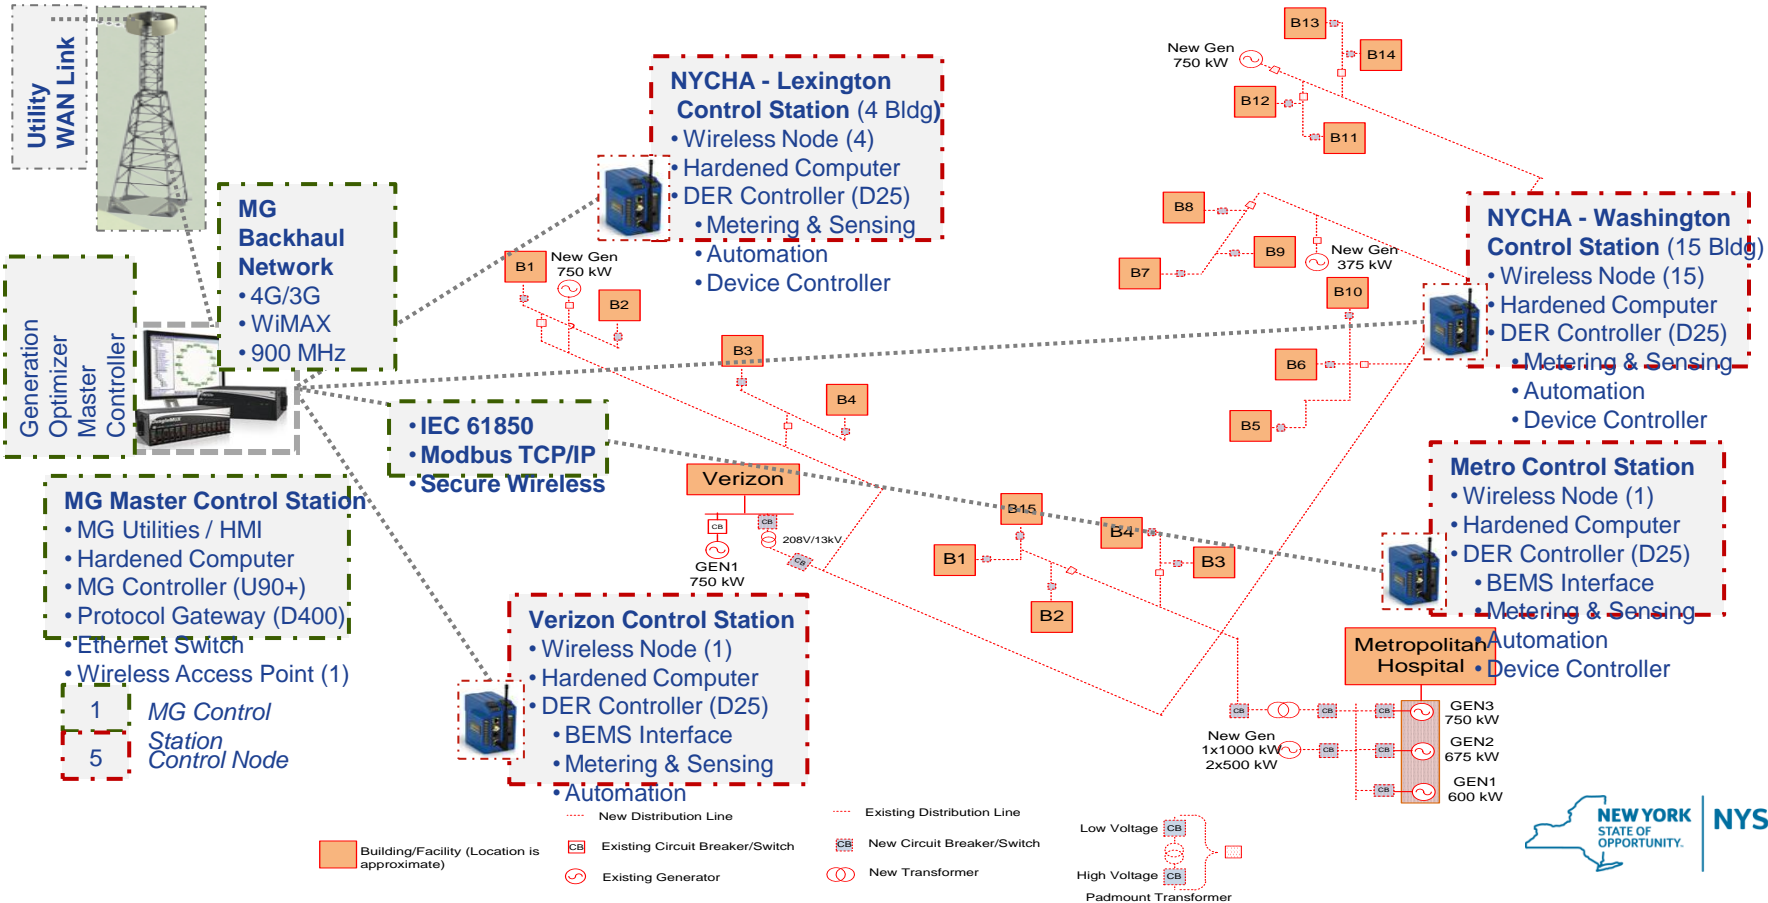 Utility
WAN Link
MG
Backhaul
Network
• 4G/3G
• WiMAX
• 900 MHz
Generation
Optimizer
Master
Controller
• IEC 61850
• Modbus TCP/IP
• Secure Wireless
MG Master Control Station
• MG Utilities / HMI
• Hardened Computer
• MG Controller (U90+)
• Protocol Gateway (D400)
• Ethernet Switch
• Wireless Access Point (1)
1
MG Control
Station
5
Control Node
NYCHA - Lexington
Control Station (4 Bldg)
• Wireless Node (4)
• Hardened Computer
• DER Controller (D25)
• Metering & Sensing
• Automation
• Device Controller
B1
New Gen
750 kW
B2
B3
B4
Verizon
CB
CB
208V/13kV
CB
GEN1
750 kW
Verizon Control Station
• Wireless Node (1)
• Hardened Computer
• DER Controller (D25)
• BEMS Interface
• Metering & Sensing
• Automation
B13
New Gen
750 kW
B14
B12
B11
B8
B9
New Gen
375 kW
B7
B10
B6
B5
NYCHA - Washington
Control Station (15 Bldg)
• Wireless Node (15)
• Hardened Computer
• DER Controller (D25)
• Metering & Sensing
• Automation
• Device Controller
B15
B4
B1
B3
B2
Metro Control Station
• Wireless Node (1)
• Hardened Computer
• DER Controller (D25)
• BEMS Interface
• Metering & Sensing
• Automation
• Device Controller
Metropolitan
Hospital
CB
CB
CB
GEN3
750 kW
New Gen
1x1000 kW
2x500 kW
CB
CB
GEN2
675 kW
CB
GEN1
600 kW
Building/Facility (Location is
approximate)
New Distribution Line
CB
Existing Circuit Breaker/Switch
Existing Generator
Existing Distribution Line
CB
New Circuit Breaker/Switch
New Transformer
Low Voltage
CB
High Voltage
CB
Padmount Transformer
NEW YORK
STATE OF
OPPORTUNITY.
NYS